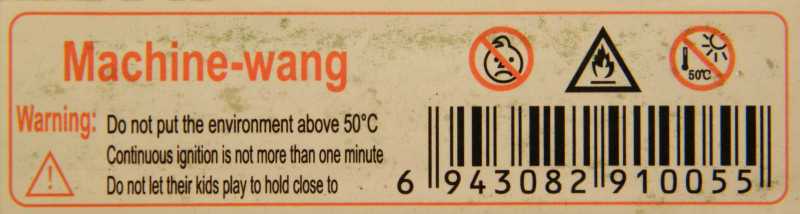 Machine-wang
50°C
Warning: Do not put the environment above 50°C
Continuous ignition is not more than one minute
Do not let their kids play to hold close to
6 943082 910055